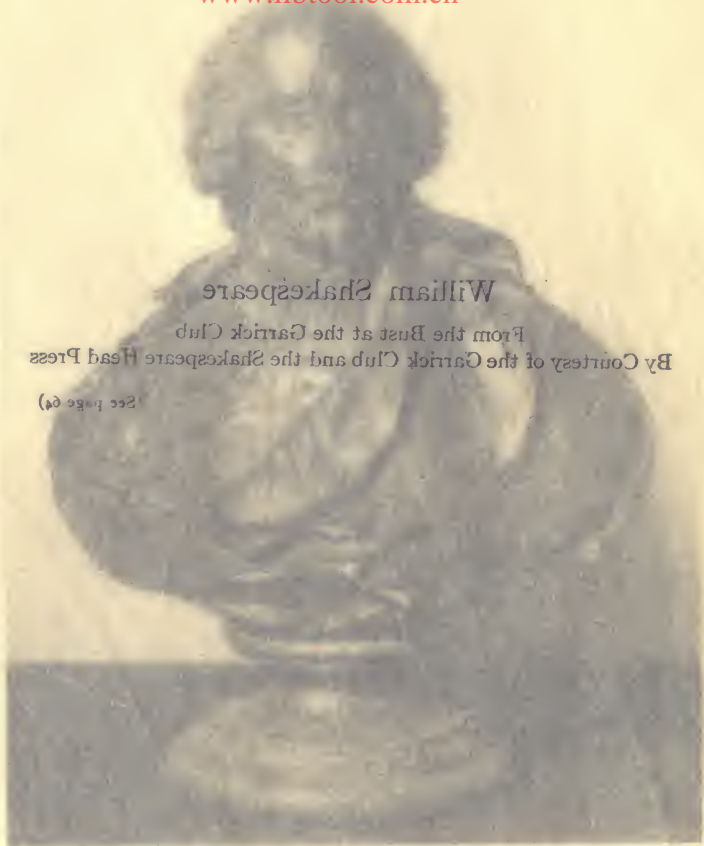 www.libtool.com.cn
William Shakespeare
From the Bust at the Garrick Club
By Courtesy of the Garrick Club and the Shakespeare Head Press
(See page 64)